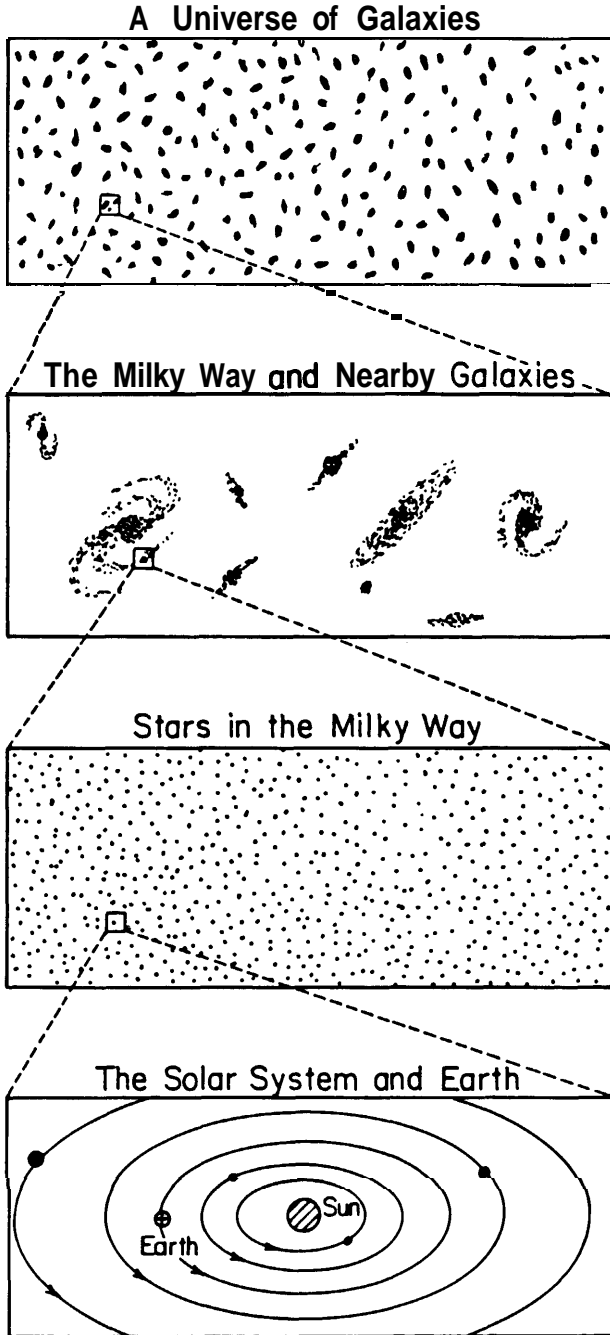 A Universe of Galaxies
The Milky Way and Nearby Galaxies
Stars in the Milky Way
The Solar System and Earth
Sun
Earth